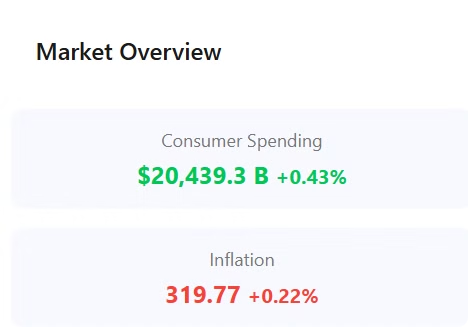 Market Overview
Consumer Spending
$20,439.3 B +0.43%
Inflation
319.77 +0.22%